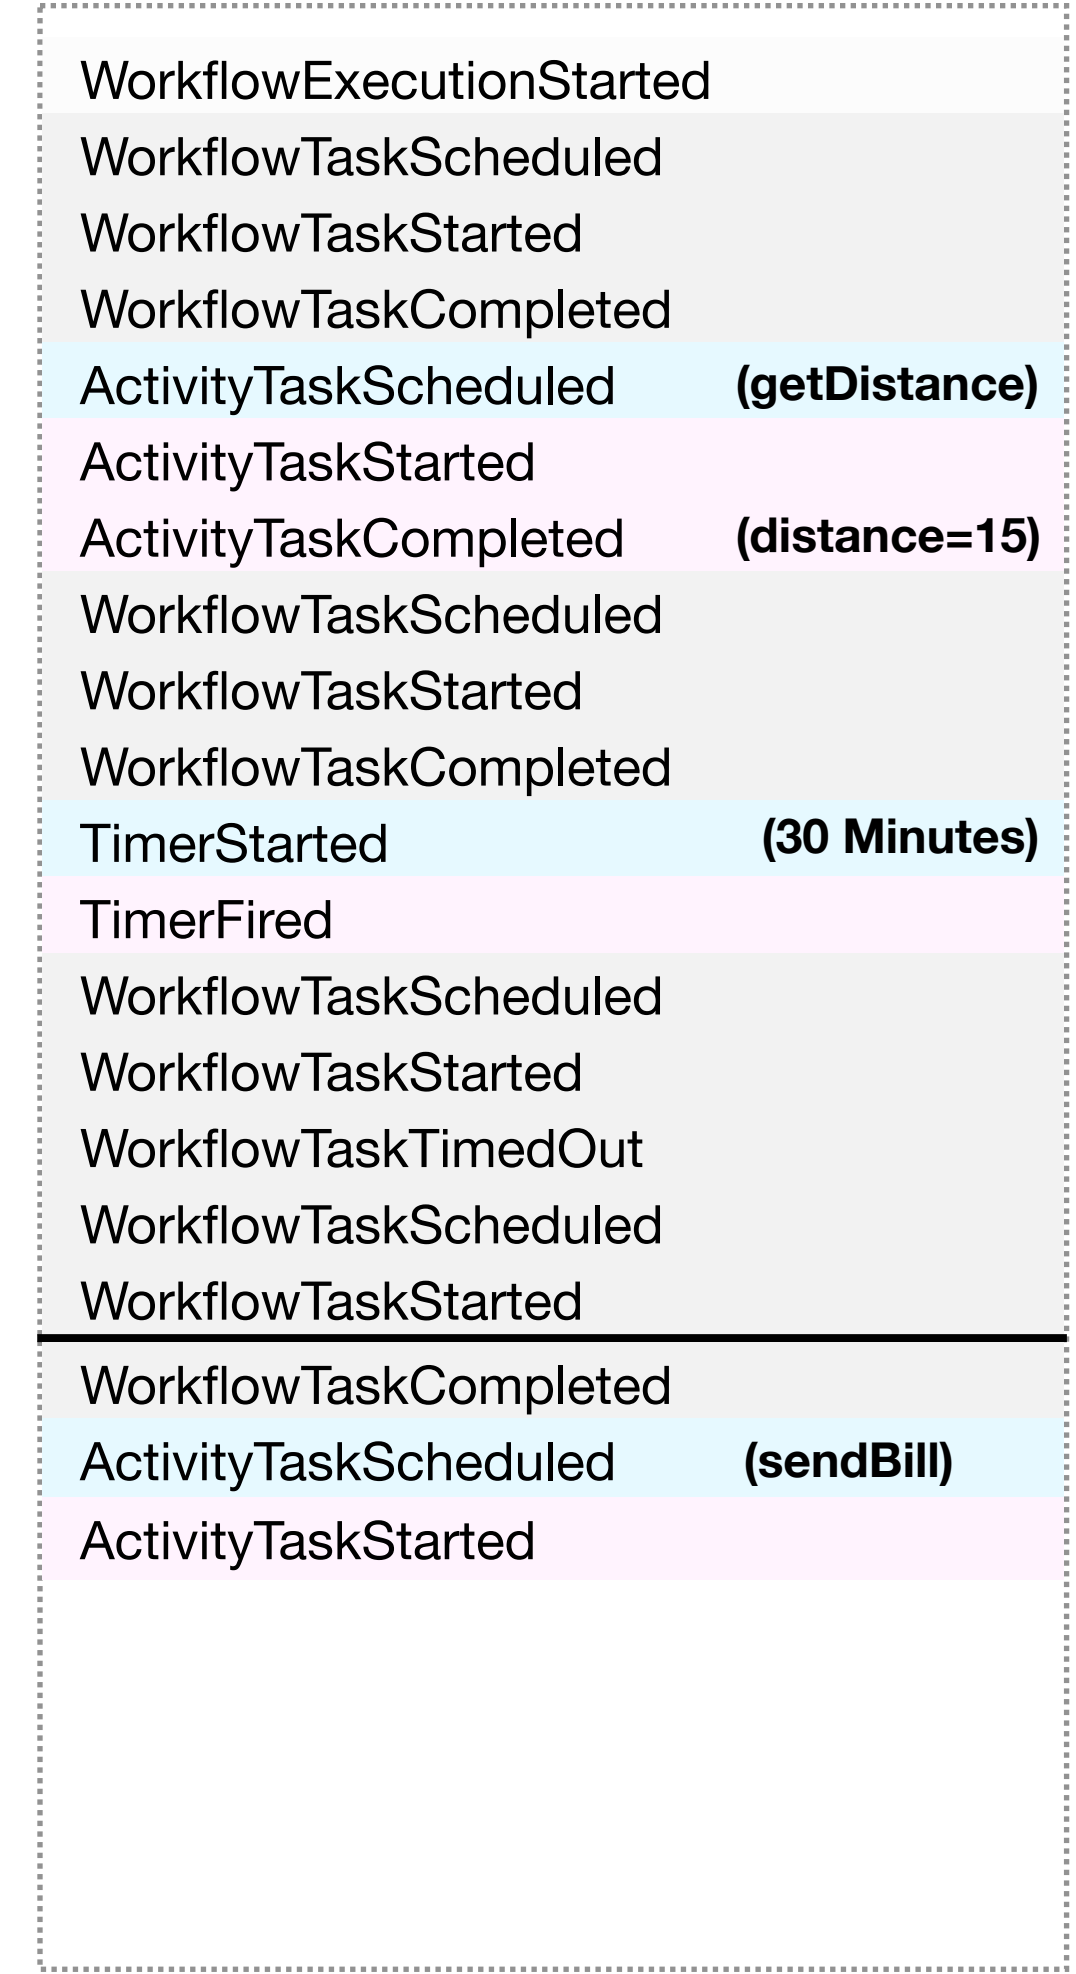 WorkflowExecutionStarted
WorkflowTaskScheduled
WorkflowTaskStarted
WorkflowTaskCompleted
ActivityTaskScheduled (getDistance)
ActivityTaskStarted
ActivityTaskCompleted (distance=15)
WorkflowTaskScheduled
WorkflowTaskStarted
WorkflowTaskCompleted
TimerStarted (30 Minutes)
TimerFired
WorkflowTaskScheduled
WorkflowTaskStarted
WorkflowTaskTimedOut
WorkflowTaskScheduled
WorkflowTaskStarted
WorkflowTaskCompleted
ActivityTaskScheduled (sendBill)
ActivityTaskStarted